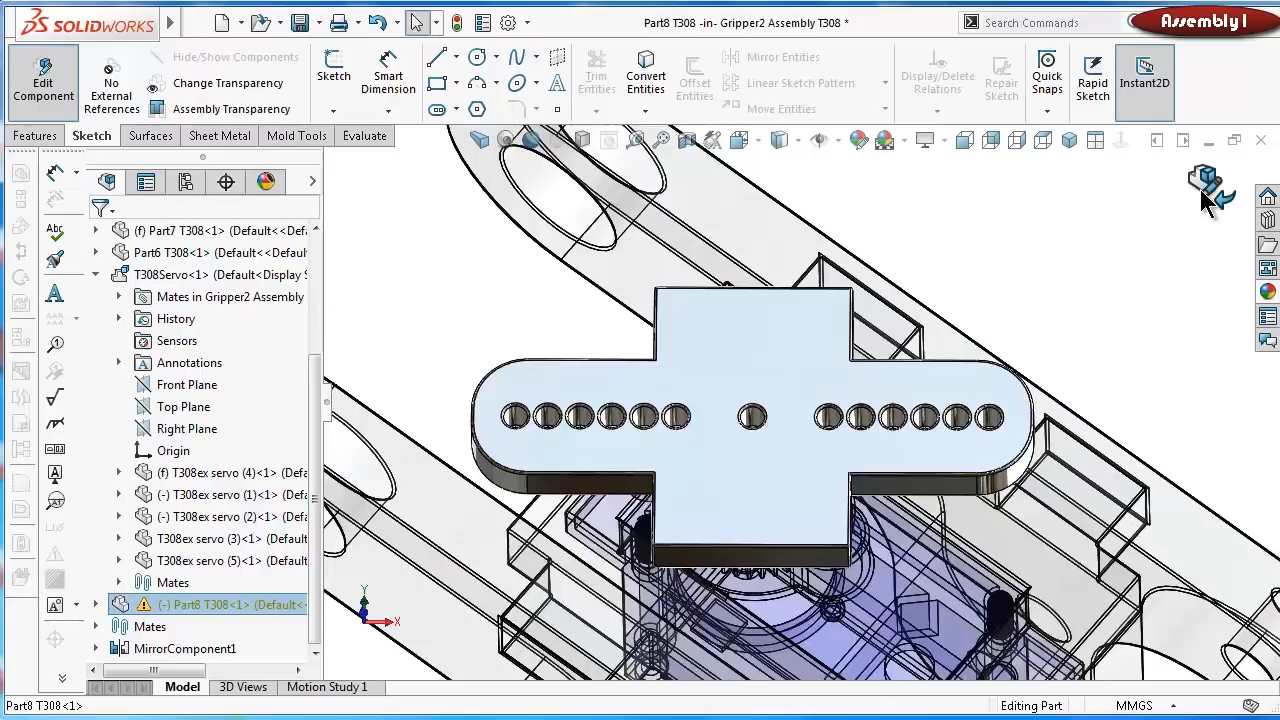 SOLIDWORKS
Part8 T308 -in- Gripper2 Assembly T308 *
Search Commands
Assembly1
Edit Component
No External References
Hide/Show Components
Change Transparency
Assembly Transparency
Sketch
Smart Dimension
Trim Entities
Convert Entities
Offset Entities
Mirror Entities
Linear Sketch Pattern
Move Entities
Display/Delete Relations
Repair Sketch
Quick Snaps
Rapid Sketch
Instant2D
Features
Sketch
Surfaces
Sheet Metal
Mold Tools
Evaluate
(f) Part7 T308<1> (Default<<Defa
Part6 T308<1> (Default<<Default
T308Servo<1> (Default<Display S
Mates in Gripper2 Assembly
History
Sensors
Annotations
Front Plane
Top Plane
Right Plane
Origin
(f) T308ex servo (4)<1> (Defa
(-) T308ex servo (1)<1> (Defa
(-) T308ex servo (2)<1> (Defa
T308ex servo (3)<1> (Default
T308ex servo (5)<1> (Default
Mates
(-) Part8 T308<1> (Default<<
Mates
MirrorComponent1
Y
X
Model
3D Views
Motion Study 1
Part8 T308<1>
Editing Part
MMGS